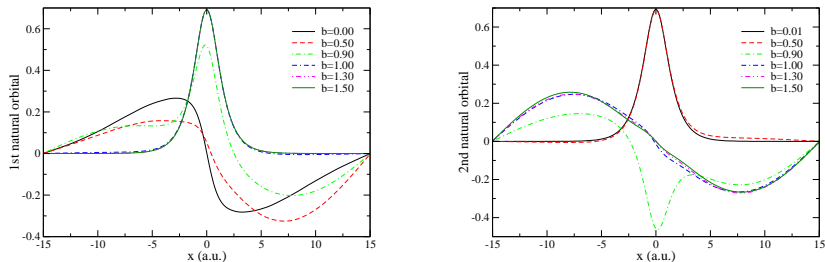 1st natural orbital
0.6
0.4
0.2
0
-0.2
-0.4
-15
-10
-5
0
5
10
15
x (a.u.)
b=0.00
b=0.50
b=0.90
b=1.00
b=1.30
b=1.50
2nd natural orbital
0.6
0.4
0.2
0
-0.2
-0.4
-15
-10
-5
0
5
10
15
x (a.u.)
b=0.01
b=0.50
b=0.90
b=1.00
b=1.30
b=1.50